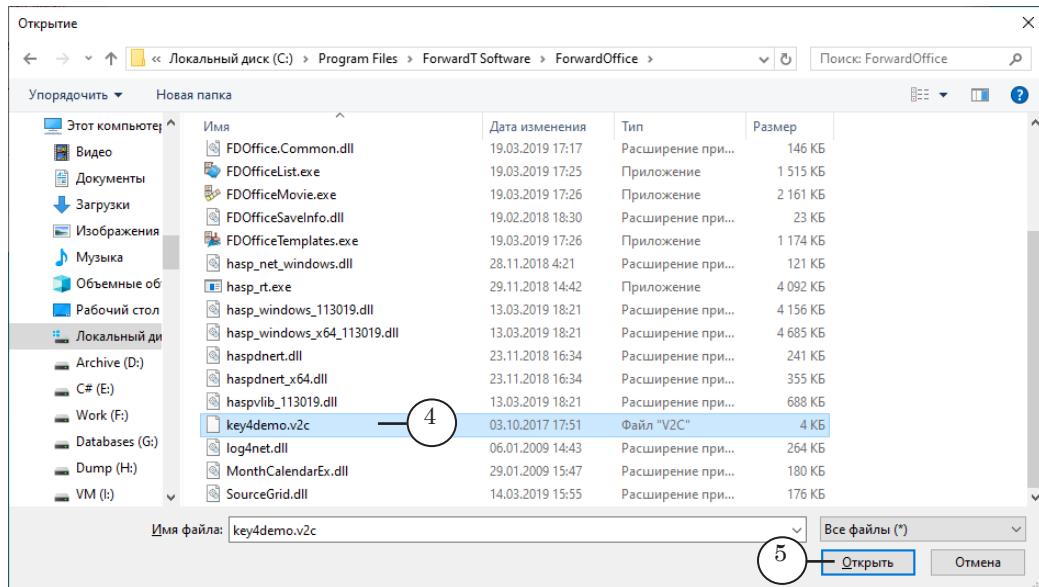 Открытие
« Локальный диск (C:) › Program Files › ForwardT Software › ForwardOffice ›
Поиск: ForwardOffice
Упорядочить
Новая папка
Этот компьютер
Видео
Документы
Загрузки
Изображения
Музыка
Объемные об
Рабочий стол
Локальный ди
Archive (D:)
C# (E:)
Work (F:)
Databases (G:)
Dump (H:)
VM (I:)
Имя Дата изменения Тип Размер
FDOffice.Common.dll 19.03.2019 17:17 Расширение при... 146 КБ
FDOfficeList.exe 19.03.2019 17:25 Приложение 1 515 КБ
FDOfficeMovie.exe 19.03.2019 17:26 Приложение 2 161 КБ
FDOfficeSaveInfo.dll 19.02.2018 18:30 Расширение при... 23 КБ
FDOfficeTemplates.exe 19.03.2019 17:26 Приложение 1 174 КБ
hasp_net_windows.dll 28.11.2018 4:21 Расширение при... 121 КБ
hasp_rt.exe 29.11.2018 14:42 Приложение 4 092 КБ
hasp_windows_113019.dll 13.03.2019 18:21 Расширение при... 4 156 КБ
hasp_windows_x64_113019.dll 13.03.2019 18:21 Расширение при... 4 685 КБ
haspdnert.dll 23.11.2018 16:34 Расширение при... 241 КБ
haspdnert_x64.dll 23.11.2018 16:34 Расширение при... 355 КБ
haspvlib_113019.dll 13.03.2019 18:21 Расширение при... 688 КБ
key4demo.v2c 4 03.10.2017 17:51 Файл "V2C" 4 КБ
log4net.dll 06.01.2009 14:43 Расширение при... 264 КБ
MonthCalendarEx.dll 29.01.2009 15:47 Расширение при... 180 КБ
SourceGrid.dll 14.03.2019 15:55 Расширение при... 176 КБ
Имя файла: key4demo.v2c
Все файлы (*)
5
Открыть
Отмена